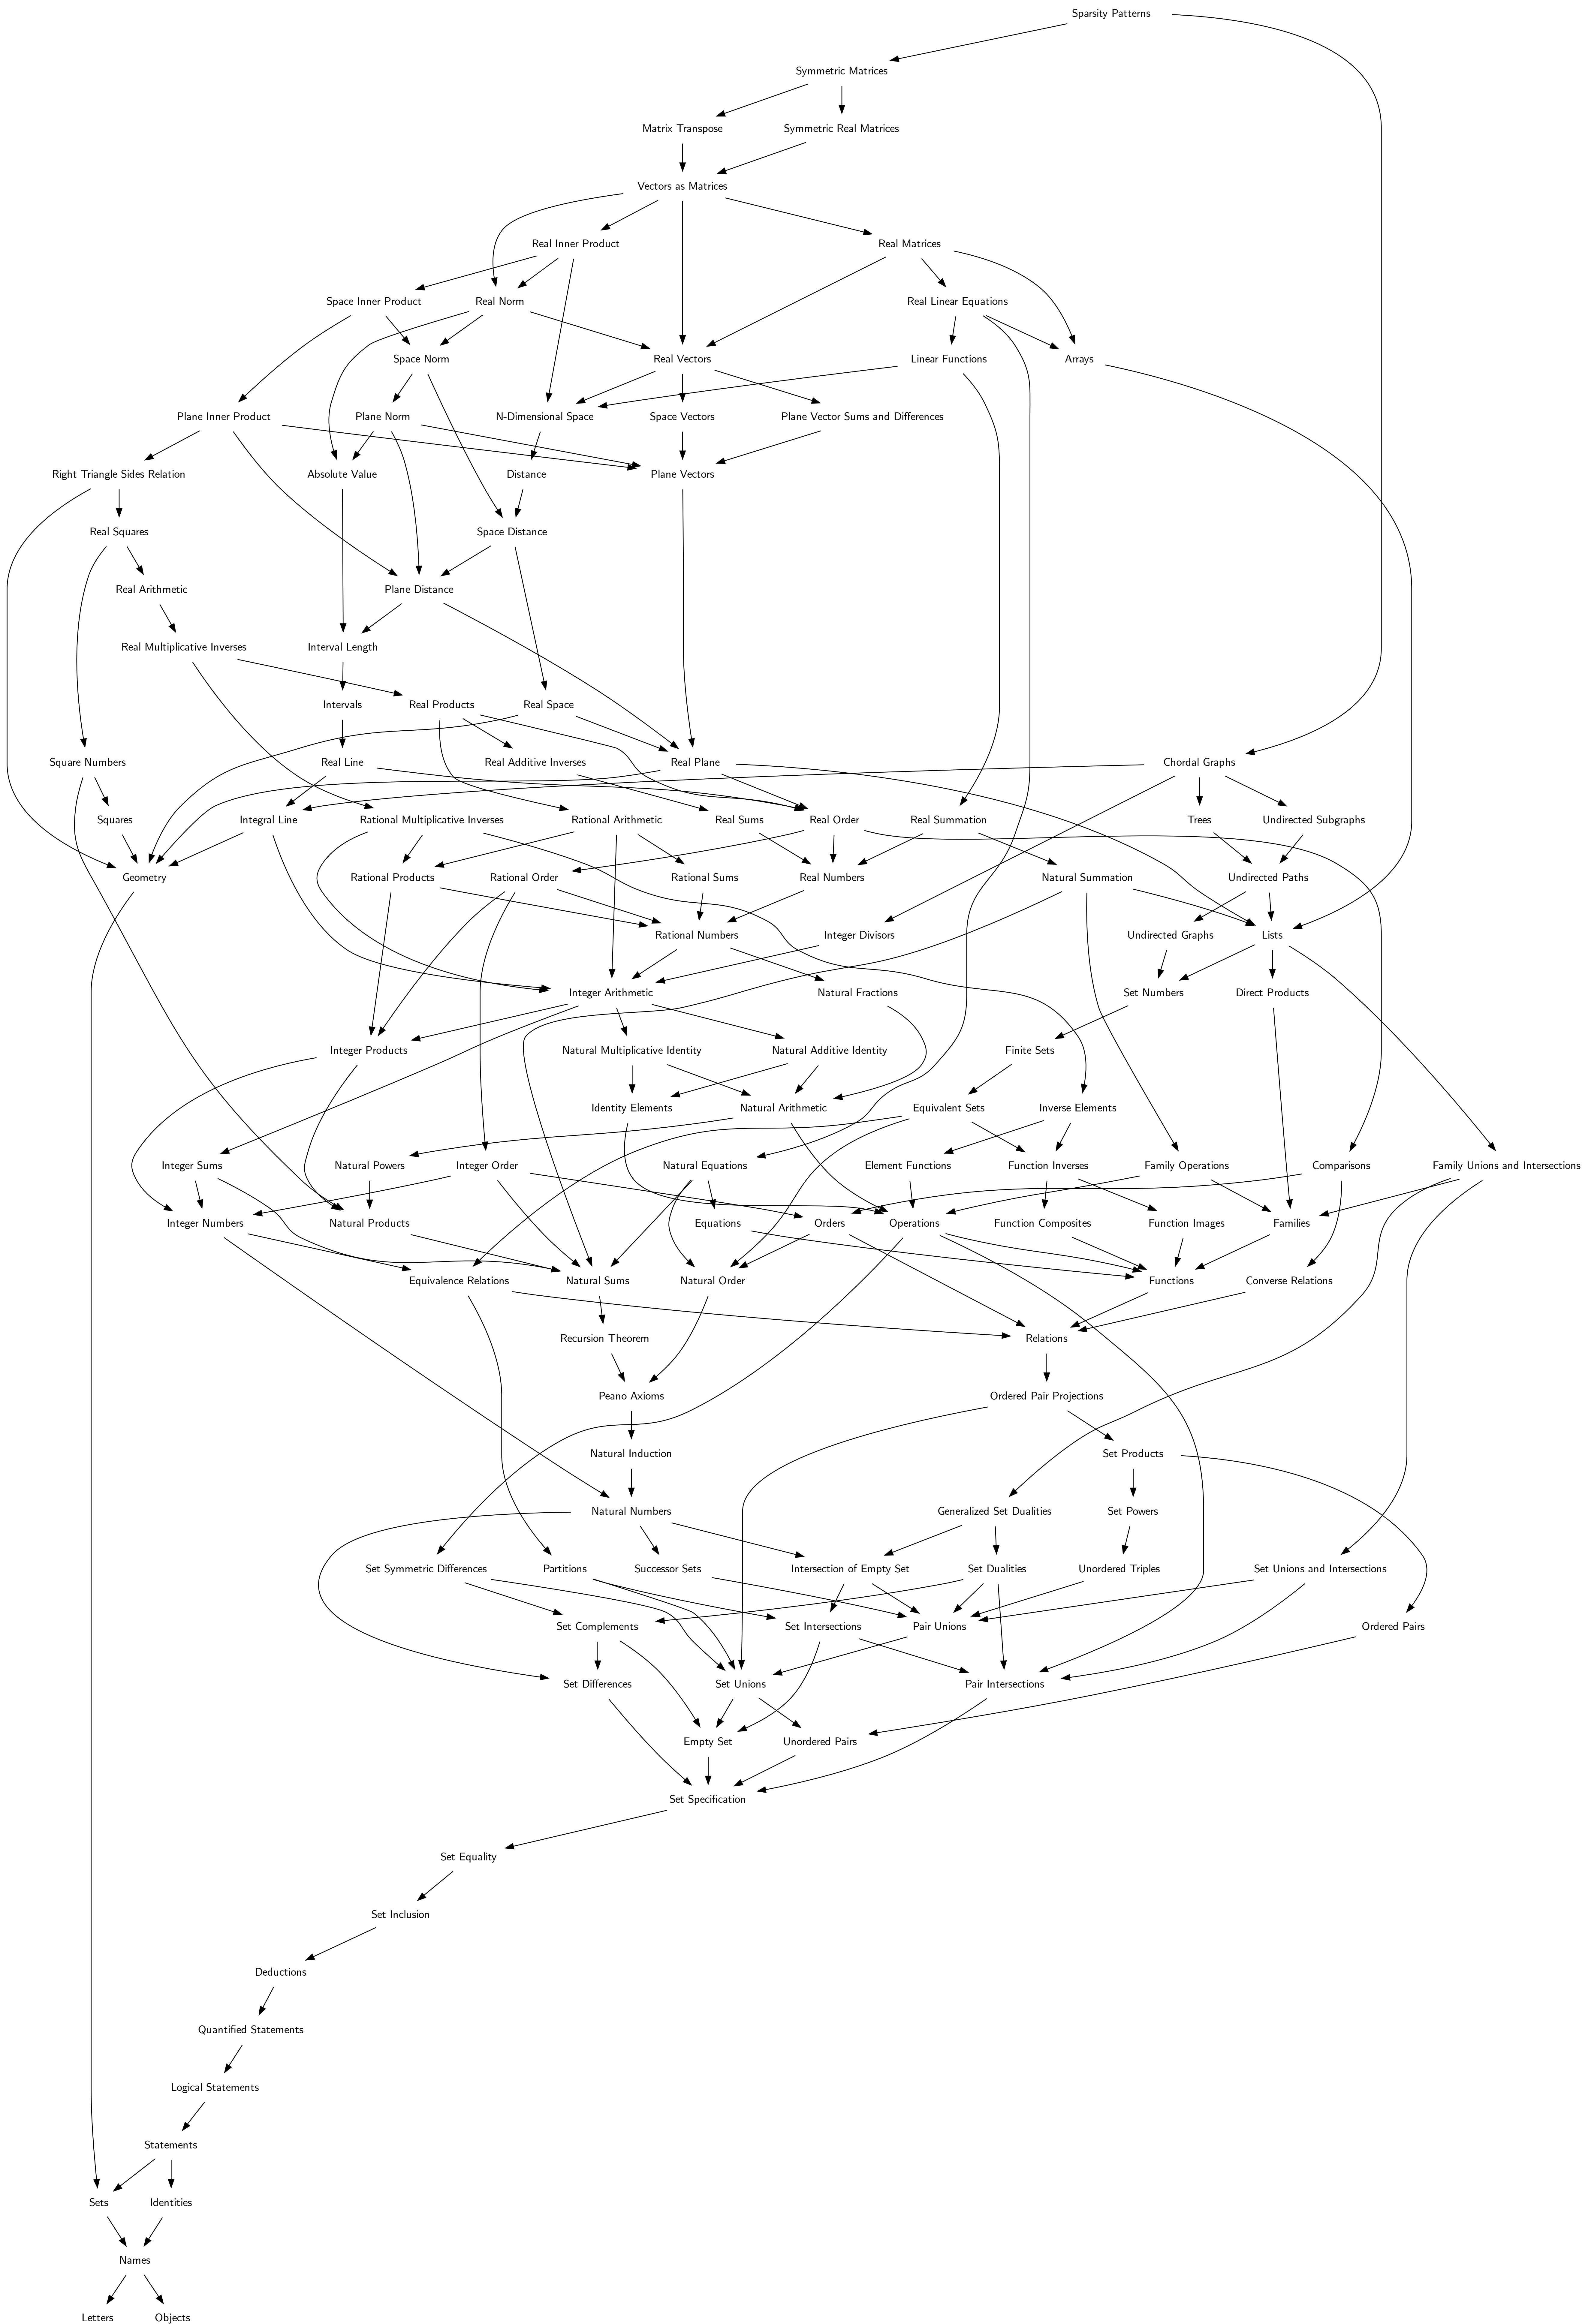 Sparsity Patterns
Symmetric Matrices
Matrix Transpose
Symmetric Real Matrices
Vectors as Matrices
Real Inner Product
Real Matrices
Space Inner Product
Real Norm
Real Linear Equations
Space Norm
Real Vectors
Linear Functions
Arrays
Plane Inner Product
Plane Norm
N-Dimensional Space
Space Vectors
Plane Vector Sums and Differences
Right Triangle Sides Relation
Absolute Value
Distance
Plane Vectors
Real Squares
Space Distance
Real Arithmetic
Plane Distance
Real Multiplicative Inverses
Interval Length
Intervals
Real Products
Real Space
Square Numbers
Real Line
Real Additive Inverses
Real Plane
Chordal Graphs
Squares
Integral Line
Rational Multiplicative Inverses
Rational Arithmetic
Real Sums
Real Order
Real Summation
Trees
Undirected Subgraphs
Geometry
Rational Products
Rational Order
Rational Sums
Real Numbers
Natural Summation
Undirected Paths
Rational Numbers
Integer Divisors
Undirected Graphs
Lists
Integer Arithmetic
Natural Fractions
Set Numbers
Direct Products
Integer Products
Natural Multiplicative Identity
Natural Additive Identity
Finite Sets
Identity Elements
Natural Arithmetic
Equivalent Sets
Inverse Elements
Integer Sums
Natural Powers
Integer Order
Natural Equations
Element Functions
Function Inverses
Family Operations
Comparisons
Family Unions and Intersections
Integer Numbers
Natural Products
Equations
Orders
Operations
Function Composites
Function Images
Families
Equivalence Relations
Natural Sums
Natural Order
Functions
Converse Relations
Recursion Theorem
Relations
Peano Axioms
Ordered Pair Projections
Natural Induction
Set Products
Natural Numbers
Generalized Set Dualities
Set Powers
Set Symmetric Differences
Partitions
Successor Sets
Intersection of Empty Set
Set Dualities
Unordered Triples
Set Unions and Intersections
Set Complements
Set Intersections
Pair Unions
Ordered Pairs
Set Differences
Set Unions
Pair Intersections
Empty Set
Unordered Pairs
Set Specification
Set Equality
Set Inclusion
Deductions
Quantified Statements
Logical Statements
Statements
Sets
Identities
Names
Letters
Objects